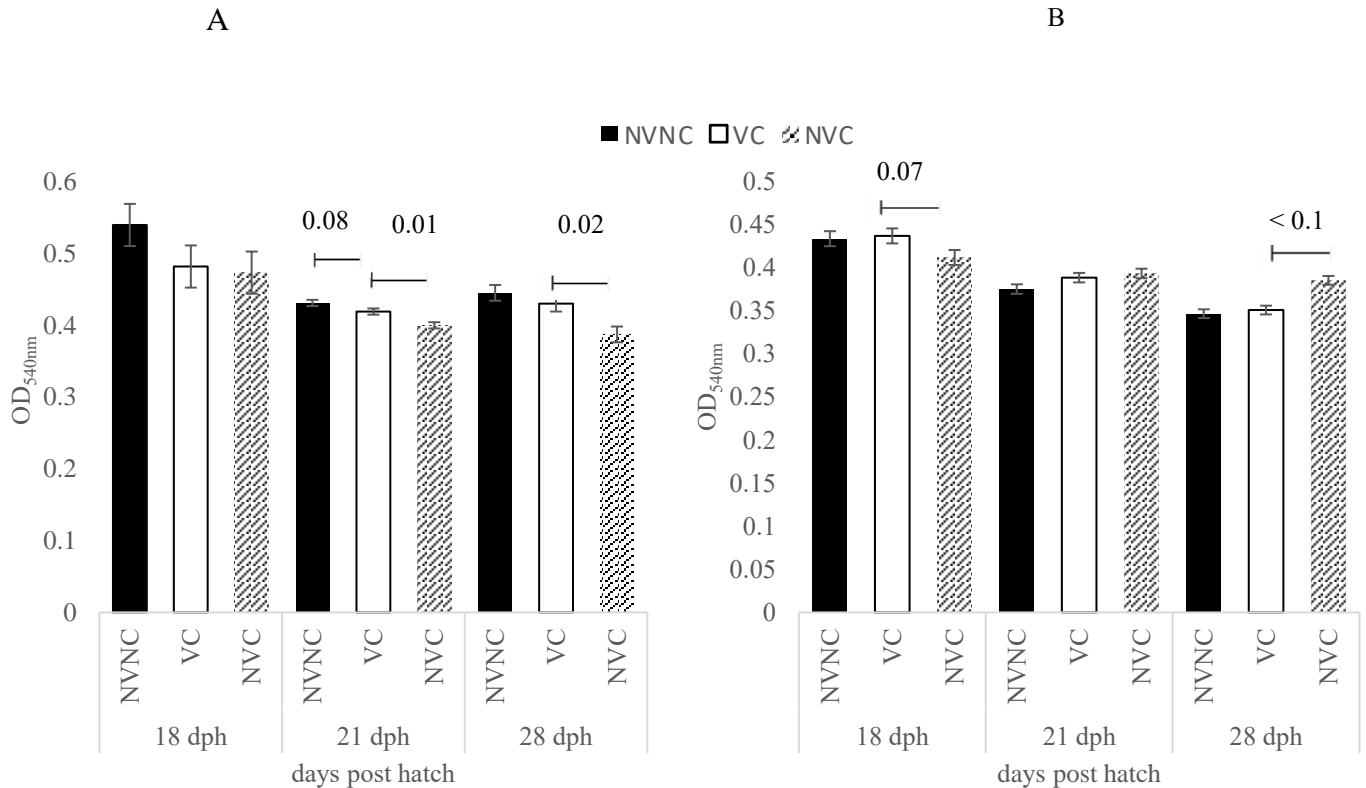 A
B
NVNC VC NVC
0.6
0.5
0.4
0.3
0.2
0.1
0
OD540nm
0.08
0.01
0.02
NVNC
VC
NVC
NVNC
VC
NVC
NVNC
VC
NVC
18 dph
21 dph
28 dph
days post hatch
0.5
0.45
0.4
0.35
0.3
0.25
0.2
0.15
0.1
0.05
0
OD540nm
0.07
< 0.1
NVNC
VC
NVC
NVNC
VC
NVC
NVNC
VC
NVC
18 dph
21 dph
28 dph
days post hatch